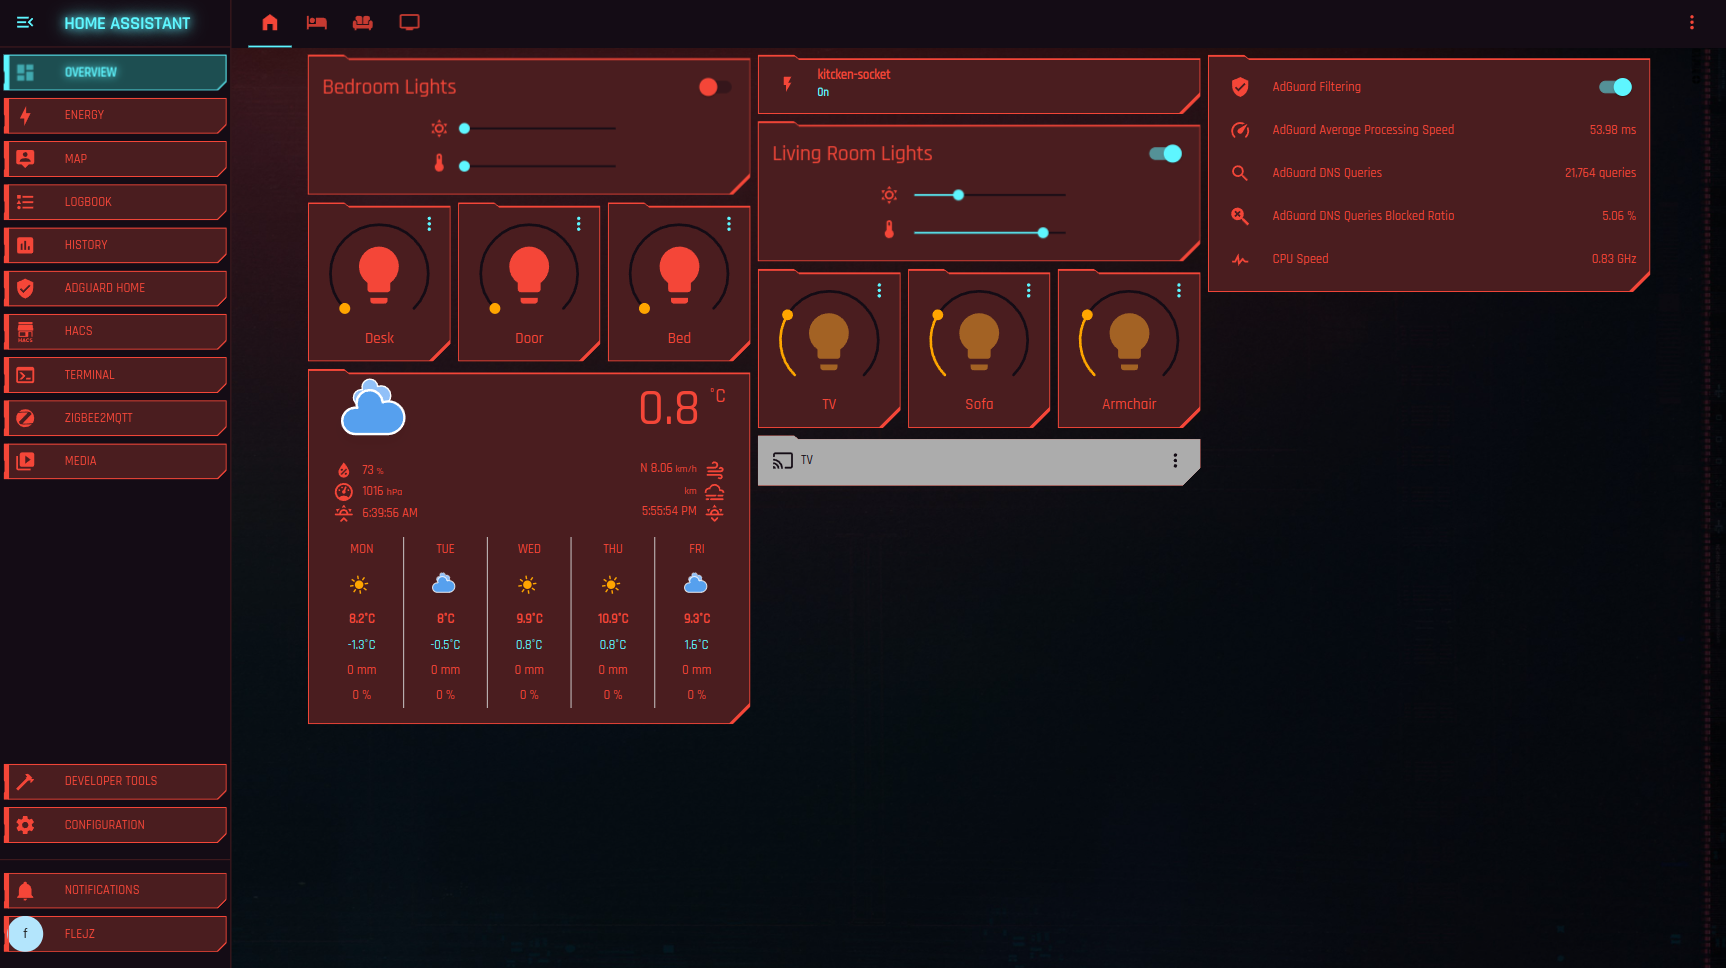 HOME ASSISTANT
OVERVIEW
ENERGY
MAP
LOGBOOK
HISTORY
ADGUARD HOME
HACS
HACS
TERMINAL
ZIGBEE2MQTT
MEDIA
DEVELOPER TOOLS
CONFIGURATION
NOTIFICATIONS
f
FLEJZ
Bedroom Lights
Desk
Door
Bed
0.8 °C
73 %
N 8.06 km/h
1016 hPa
km
6:39:56 AM
5:55:54 PM
MON TUE WED THU FRI
8.2°C 8°C 9.9°C 10.9°C 9.3°C
-1.3°C -0.5°C 0.8°C 0.8°C 1.6°C
0 mm 0 mm 0 mm 0 mm 0 mm
0 % 0 % 0 % 0 % 0 %
kitcken-socket
On
Living Room Lights
TV
Sofa
Armchair
TV
AdGuard Filtering
AdGuard Average Processing Speed 53.98 ms
AdGuard DNS Queries 21,764 queries
AdGuard DNS Queries Blocked Ratio 5.06 %
CPU Speed 0.83 GHz